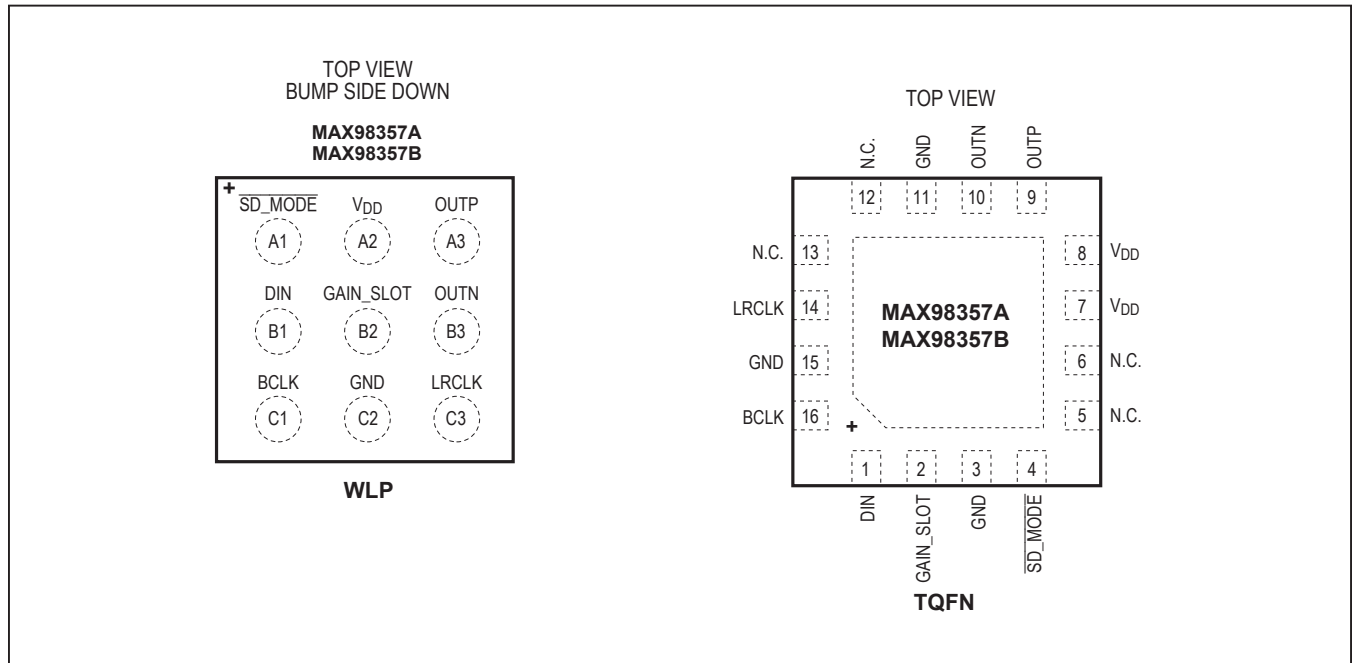 TOP VIEW
BUMP SIDE DOWN
MAX98357A
MAX98357B
+
SD_MODE VDD OUTP
A1 A2 A3
DIN GAIN_SLOT OUTN
B1 B2 B3
BCLK GND LRCLK
C1 C2 C3
WLP
TOP VIEW
N.C. GND OUTN OUTP
12 11 10 9
N.C. 13 8 VDD
LRCLK 14 7 VDD
MAX98357A
MAX98357B
GND 15 6 N.C.
BCLK 16 5 N.C.
+
1 2 3 4
DIN GAIN_SLOT GND SD_MODE
TQFN